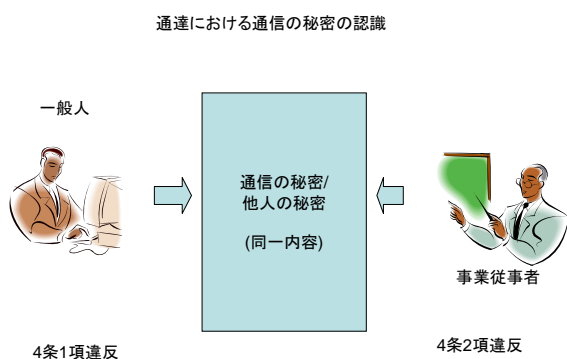 通達における通信の秘密の認識
一般人
通信の秘密/
他人の秘密
(同一内容)
事業従事者
4条1項違反
4条2項違反